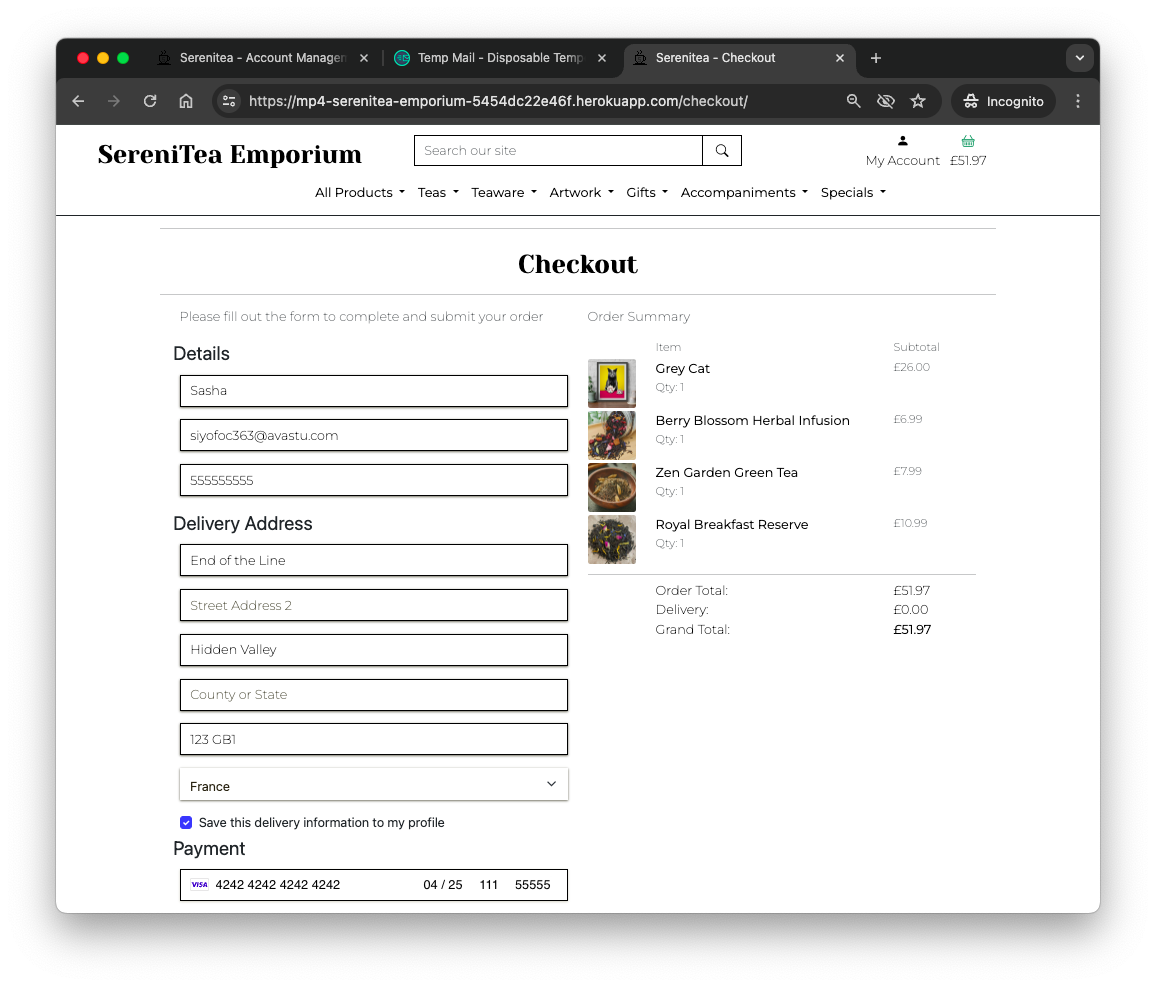 Serenitea - Account Manager
Temp Mail - Disposable Temp
Serenitea - Checkout
https://mp4-serenitea-emporium-5454dc22e46f.herokuapp.com/checkout/
Incognito
SereniTea Emporium
Search our site
My Account
£51.97
All Products Teas Teaware Artwork Gifts Accompaniments Specials
Checkout
Please fill out the form to complete and submit your order
Details
Sasha
siyofoc363@avastu.com
555555555
Delivery Address
End of the Line
Street Address 2
Hidden Valley
County or State
123 GB1
France
Save this delivery information to my profile
Payment
VISA 4242 4242 4242 4242 04 / 25 111 55555
Order Summary
Item Subtotal
Grey Cat £26.00
Qty: 1
Berry Blossom Herbal Infusion £6.99
Qty: 1
Zen Garden Green Tea £7.99
Qty: 1
Royal Breakfast Reserve £10.99
Qty: 1
Order Total: £51.97
Delivery: £0.00
Grand Total: £51.97